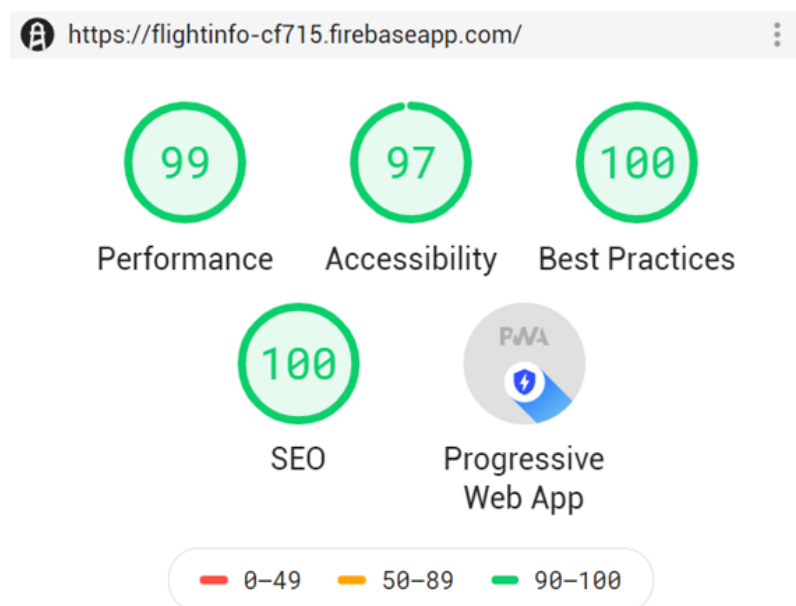 https://flightinfo-cf715.firebaseapp.com/
99 97 100
Performance Accessibility Best Practices
100 PWA
SEO Progressive
Web App
0–49 50–89 90–100